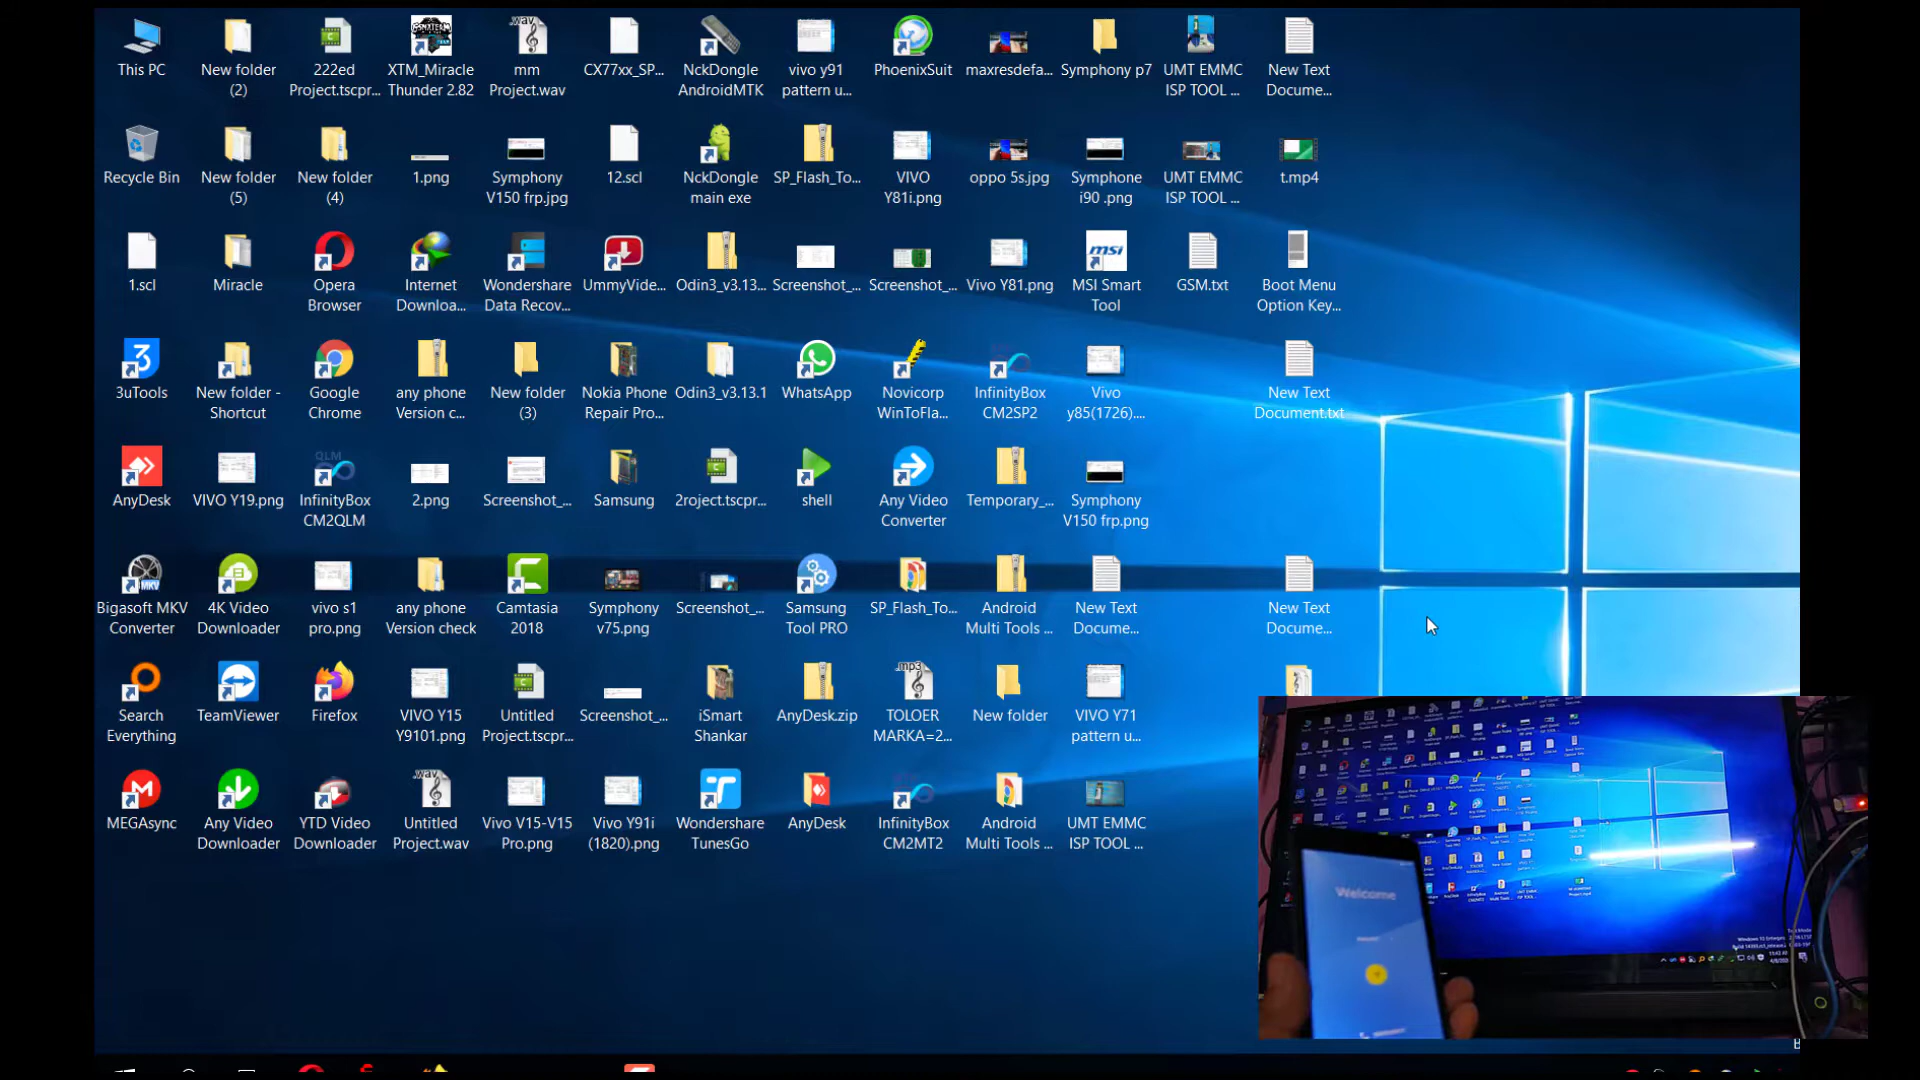 This PC
New folder
(2)
222ed
Project.tscpr...
XTM_Miracle
Thunder 2.82
.wav
mm
Project.wav
CX77xx_SP...
NckDongle
AndroidMTK
vivo y91
pattern u...
PhoenixSuit
maxresdefa...
Symphony p7
UMT EMMC
ISP TOOL ...
New Text
Docume...
Recycle Bin
New folder
(5)
New folder
(4)
1.png
Symphony
V150 frp.jpg
12.scl
NckDongle
main exe
SP_Flash_To...
VIVO
Y81i.png
oppo 5s.jpg
Symphone
i90 .png
UMT EMMC
ISP TOOL ...
t.mp4
1.scl
Miracle
Opera
Browser
Internet
Downloa...
Wondershare
Data Recov...
UmmyVide...
Odin3_v3.13...
Screenshot_...
Screenshot_...
Vivo Y81.png
msi
MSI Smart
Tool
GSM.txt
Boot Menu
Option Key...
3
3uTools
New folder -
Shortcut
Google
Chrome
any phone
Version c...
New folder
(3)
Nokia Phone
Repair Pro...
Odin3_v3.13.1
WhatsApp
Novicorp
WinToFla...
InfinityBox
CM2SP2
Vivo
y85(1726)....
New Text
Document.txt
AnyDesk
VIVO Y19.png
QLM
InfinityBox
CM2QLM
2.png
Screenshot_...
Samsung
2roject.tscpr...
shell
Any Video
Converter
Temporary_...
Symphony
V150 frp.png
MKV
Bigasoft MKV
Converter
4K Video
Downloader
vivo s1
pro.png
any phone
Version check
Camtasia
2018
Symphony
v75.png
Screenshot_...
Samsung
Tool PRO
SP_Flash_To...
Android
Multi Tools ...
New Text
Docume...
New Text
Docume...
Search
Everything
TeamViewer
Firefox
VIVO Y15
Y9101.png
Untitled
Project.tscpr...
Screenshot_...
iSmart
Shankar
AnyDesk.zip
.mp3
TOLOER
MARKA=2...
New folder
VIVO Y71
pattern u...
MEGAsync
Any Video
Downloader
YTD Video
Downloader
.wav
Untitled
Project.wav
Vivo V15-V15
Pro.png
Vivo Y91i
(1820).png
Wondershare
TunesGo
AnyDesk
InfinityBox
CM2MT2
Android
Multi Tools ...
UMT EMMC
ISP TOOL ...
Welcome